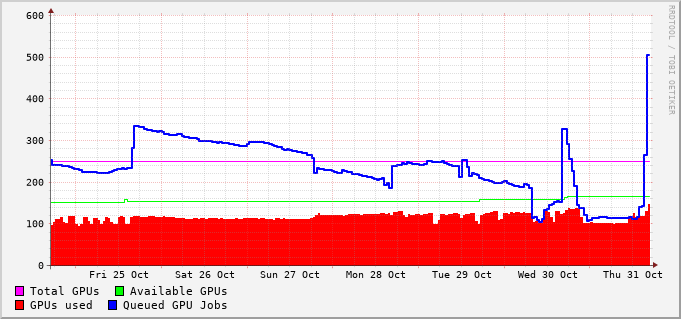 600
500
400
300
200
100
0
Fri 25 Oct Sat 26 Oct Sun 27 Oct Mon 28 Oct Tue 29 Oct Wed 30 Oct Thu 31 Oct
Total GPUs Available GPUs
GPUs used Queued GPU Jobs
RRDTOOL / TOBI OETIKER